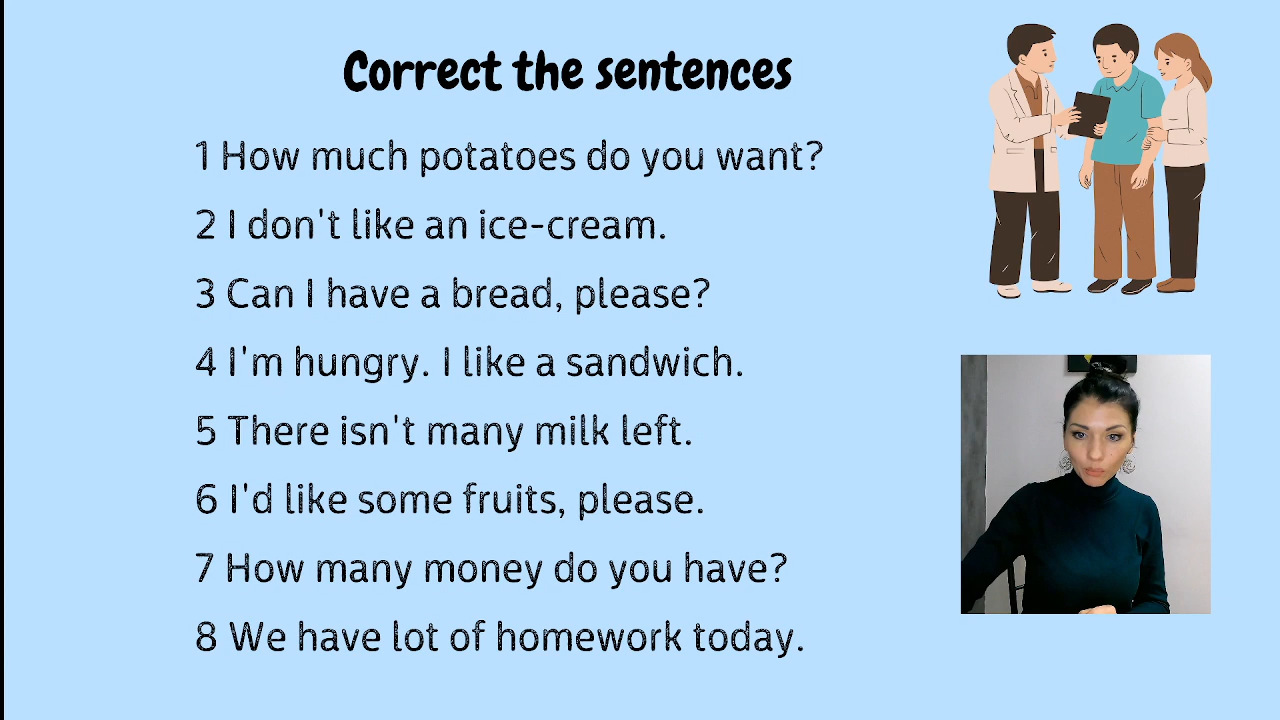 Correct the sentences
1 How much potatoes do you want?
2 I don't like an ice-cream.
3 Can I have a bread, please?
4 I'm hungry. I like a sandwich.
5 There isn't many milk left.
6 I'd like some fruits, please.
7 How many money do you have?
8 We have lot of homework today.